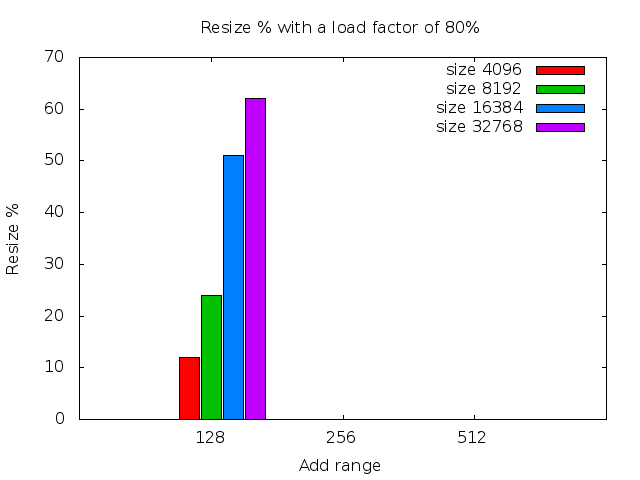 Resize % with a load factor of 80%
size 4096
size 8192
size 16384
size 32768
70
60
50
40
30
20
10
0
Resize %
128 256 512
Add range